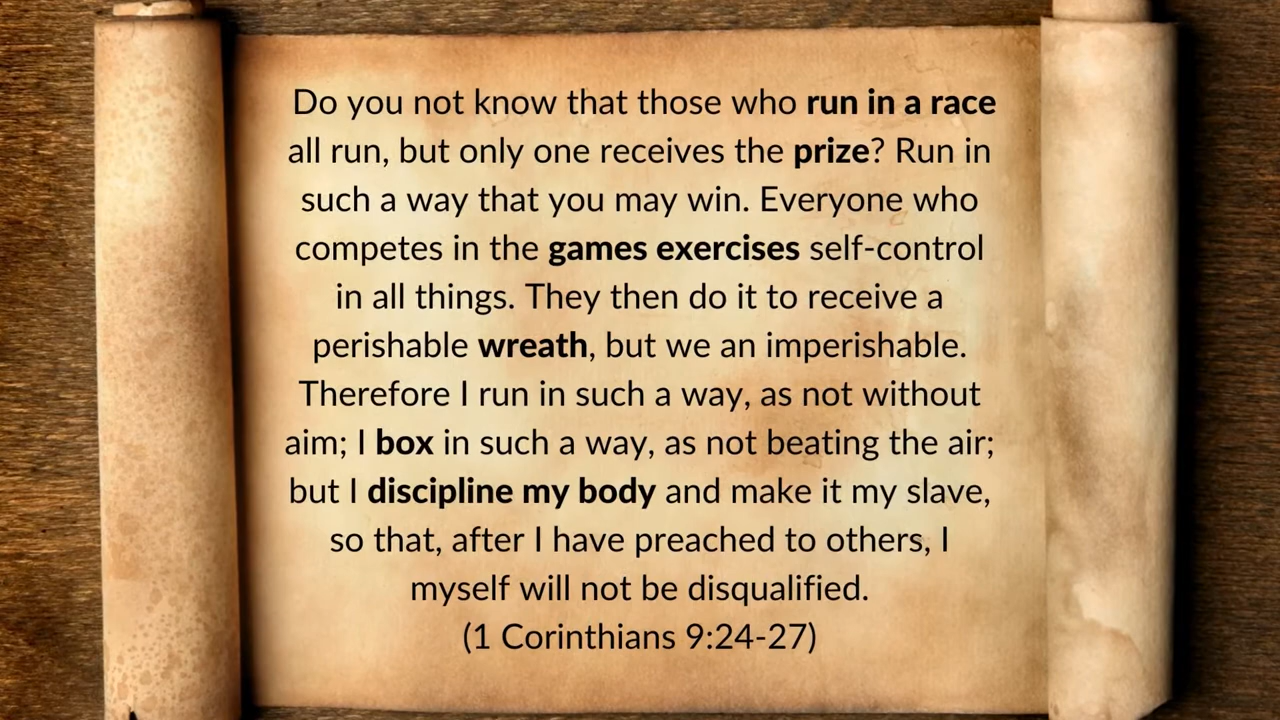 Do you not know that those who run in a race
all run, but only one receives the prize? Run in
such a way that you may win. Everyone who
competes in the games exercises self-control
in all things. They then do it to receive a
perishable wreath, but we an imperishable.
Therefore I run in such a way, as not without
aim; I box in such a way, as not beating the air;
but I discipline my body and make it my slave,
so that, after I have preached to others, I
myself will not be disqualified.
(1 Corinthians 9:24-27)